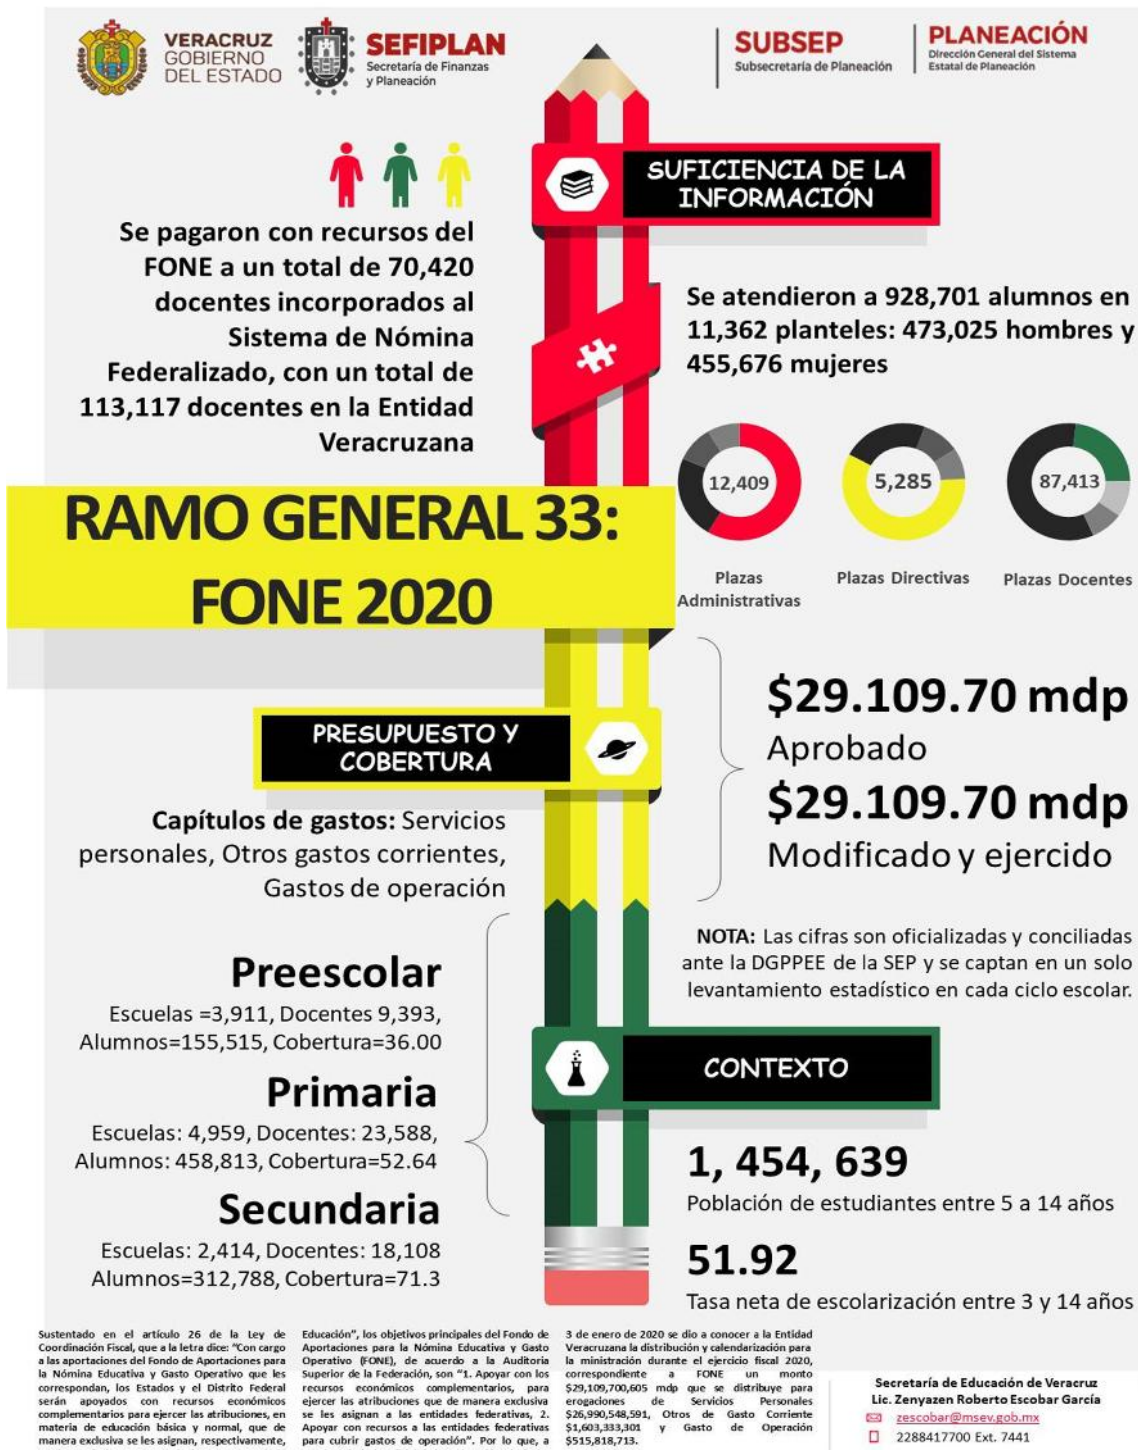 VERACRUZ
GOBIERNO
DEL ESTADO
SEFIPLAN
Secretaría de Finanzas
y Planeación
SUBSEP
Subsecretaría de Planeación
PLANEACIÓN
Dirección General del Sistema
Estatal de Planeación
SUFICIENCIA DE LA
INFORMACIÓN
Se pagaron con recursos del
FONE a un total de 70,420
docentes incorporados al
Sistema de Nómina
Federalizado, con un total de
113,117 docentes en la Entidad
Veracruzana
Se atendieron a 928,701 alumnos en
11,362 planteles: 473,025 hombres y
455,676 mujeres
12,409
5,285
87,413
Plazas
Administrativas
Plazas Directivas
Plazas Docentes
RAMO GENERAL 33:
FONE 2020
$29.109.70 mdp
Aprobado
$29.109.70 mdp
Modificado y ejercido
PRESUPUESTO Y
COBERTURA
Capítulos de gastos: Servicios
personales, Otros gastos corrientes,
Gastos de operación
NOTA: Las cifras son oficializadas y conciliadas
ante la DGPPEE de la SEP y se captan en un solo
levantamiento estadístico en cada ciclo escolar.
Preescolar
Escuelas =3,911, Docentes 9,393,
Alumnos=155,515, Cobertura=36.00
Primaria
Escuelas: 4,959, Docentes: 23,588,
Alumnos: 458,813, Cobertura=52.64
Secundaria
Escuelas: 2,414, Docentes: 18,108
Alumnos=312,788, Cobertura=71.3
CONTEXTO
1, 454, 639
Población de estudiantes entre 5 a 14 años
51.92
Tasa neta de escolarización entre 3 y 14 años
Sustentado en el artículo 26 de la Ley de
Coordinación Fiscal, que a la letra dice: "Con cargo
a las aportaciones del Fondo de Aportaciones para
la Nómina Educativa y Gasto Operativo que les
correspondan, los Estados y el Distrito Federal
serán apoyados con recursos económicos
complementarios para ejercer las atribuciones, en
materia de educación básica y normal, que de
manera exclusiva se les asignan, respectivamente,
Educación", los objetivos principales del Fondo de
Aportaciones para la Nómina Educativa y Gasto
Operativo (FONE), de acuerdo a la Auditoria
Superior de la Federación, son "1. Apoyar con los
recursos económicos complementarios, para
ejercer las atribuciones que de manera exclusiva
se les asignan a las entidades federativas, 2.
Apoyar con recursos a las entidades federativas
para cubrir gastos de operación". Por lo que, a
3 de enero de 2020 se dio a conocer a la Entidad
Veracruzana la distribución y calendarización para
la ministración durante el ejercicio fiscal 2020,
correspondiente a FONE un monto
$29,109,700,605 mdp que se distribuye para
erogaciones de Servicios Personales
$26,990,548,591, Otros de Gasto Corriente
$1,603,333,301 y Gasto de Operación
$515,818,713.
Secretaría de Educación de Veracruz
Lic. Zenyazen Roberto Escobar García
zescobar@msev.gob.mx
2288417700 Ext. 7441